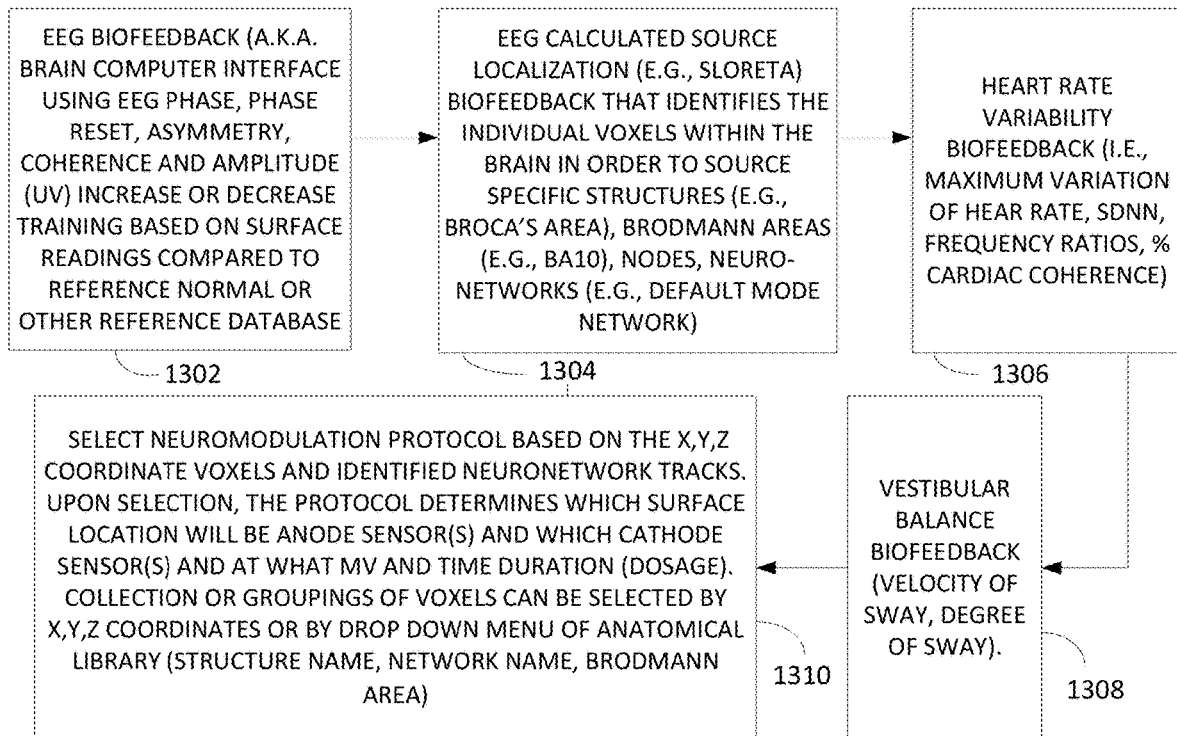 EEG BIOFEEDBACK (A.K.A.
BRAIN COMPUTER INTERFACE
USING EEG PHASE, PHASE
RESET, ASYMMETRY,
COHERENCE AND AMPLITUDE
(UV) INCREASE OR DECREASE
TRAINING BASED ON SURFACE
READINGS COMPARED TO
REFERENCE NORMAL OR
OTHER REFERENCE DATABASE
1302
EEG CALCULATED SOURCE
LOCALIZATION (E.G., SLORETA)
BIOFEEDBACK THAT IDENTIFIES THE
INDIVIDUAL VOXELS WITHIN THE
BRAIN IN ORDER TO SOURCE
SPECIFIC STRUCTURES (E.G.,
BROCA'S AREA), BRODMANN AREAS
(E.G., BA10), NODES, NEURO-
NETWORKS (E.G., DEFAULT MODE
NETWORK)
1304
HEART RATE
VARIABILITY
BIOFEEDBACK (I.E.,
MAXIMUM VARIATION
OF HEAR RATE, SDNN,
FREQUENCY RATIOS, %
CARDIAC COHERENCE)
1306
VESTIBULAR
BALANCE
BIOFEEDBACK
(VELOCITY OF
SWAY, DEGREE
OF SWAY).
1308
SELECT NEUROMODULATION PROTOCOL BASED ON THE X,Y,Z
COORDINATE VOXELS AND IDENTIFIED NEURONETWORK TRACKS.
UPON SELECTION, THE PROTOCOL DETERMINES WHICH SURFACE
LOCATION WILL BE ANODE SENSOR(S) AND WHICH CATHODE
SENSOR(S) AND AT WHAT MV AND TIME DURATION (DOSAGE).
COLLECTION OR GROUPINGS OF VOXELS CAN BE SELECTED BY
X,Y,Z COORDINATES OR BY DROP DOWN MENU OF ANATOMICAL
LIBRARY (STRUCTURE NAME, NETWORK NAME, BRODMANN
AREA)
1310